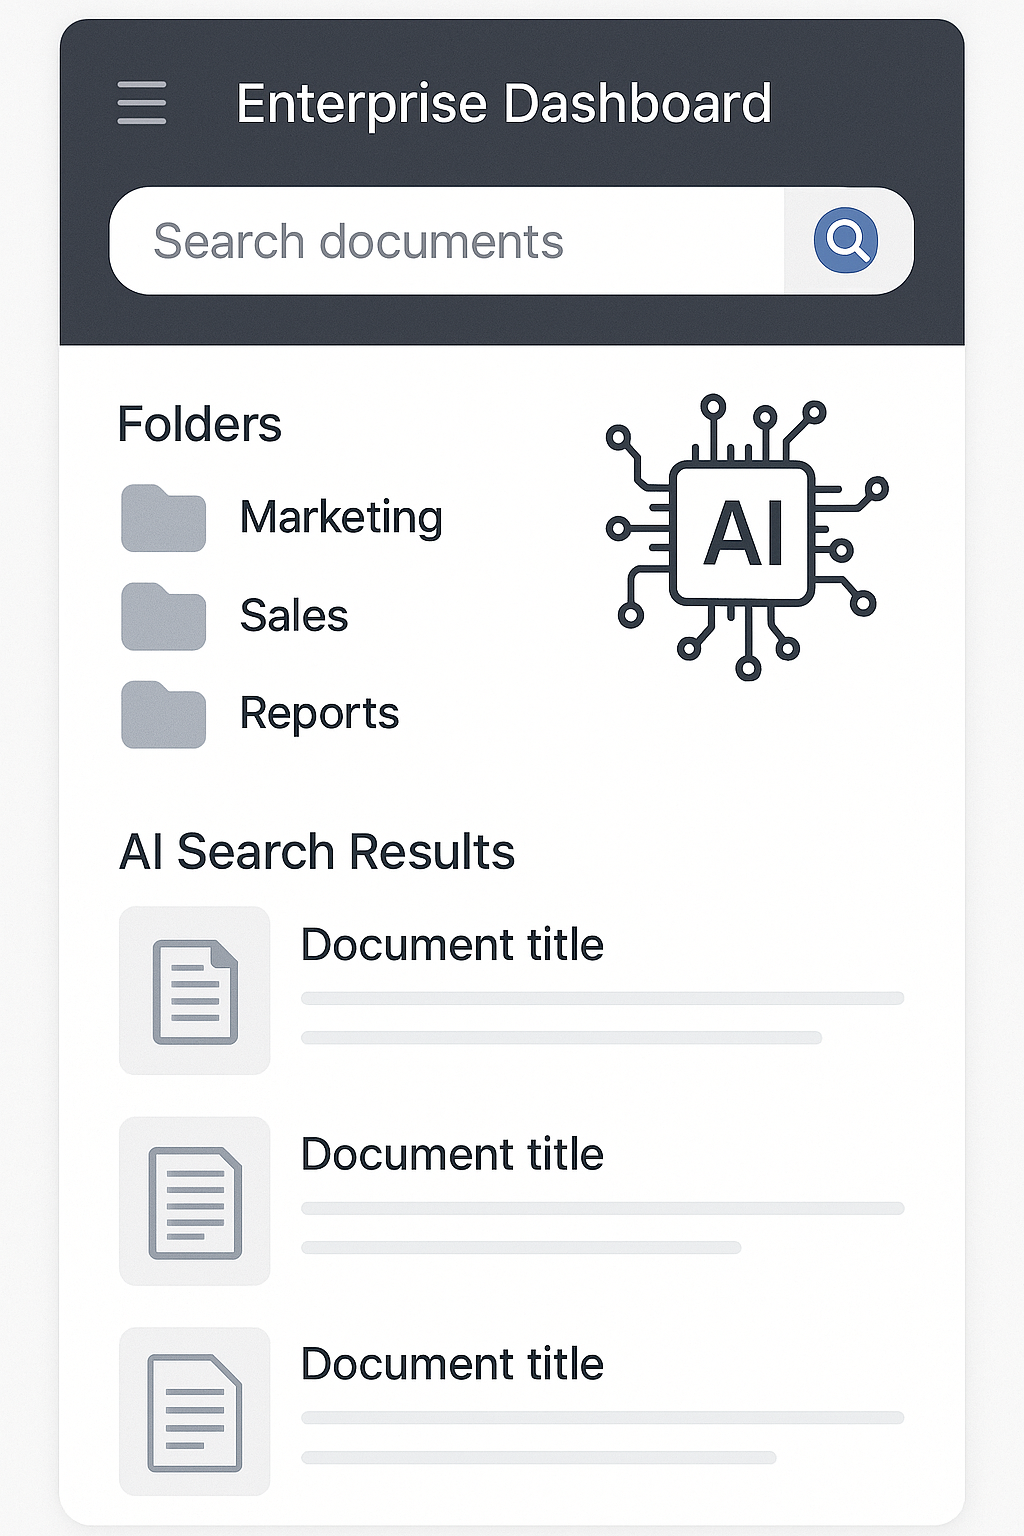 Enterprise Dashboard
Search documents
Folders
Marketing
Sales
Reports
AI
AI Search Results
Document title
Document title
Document title